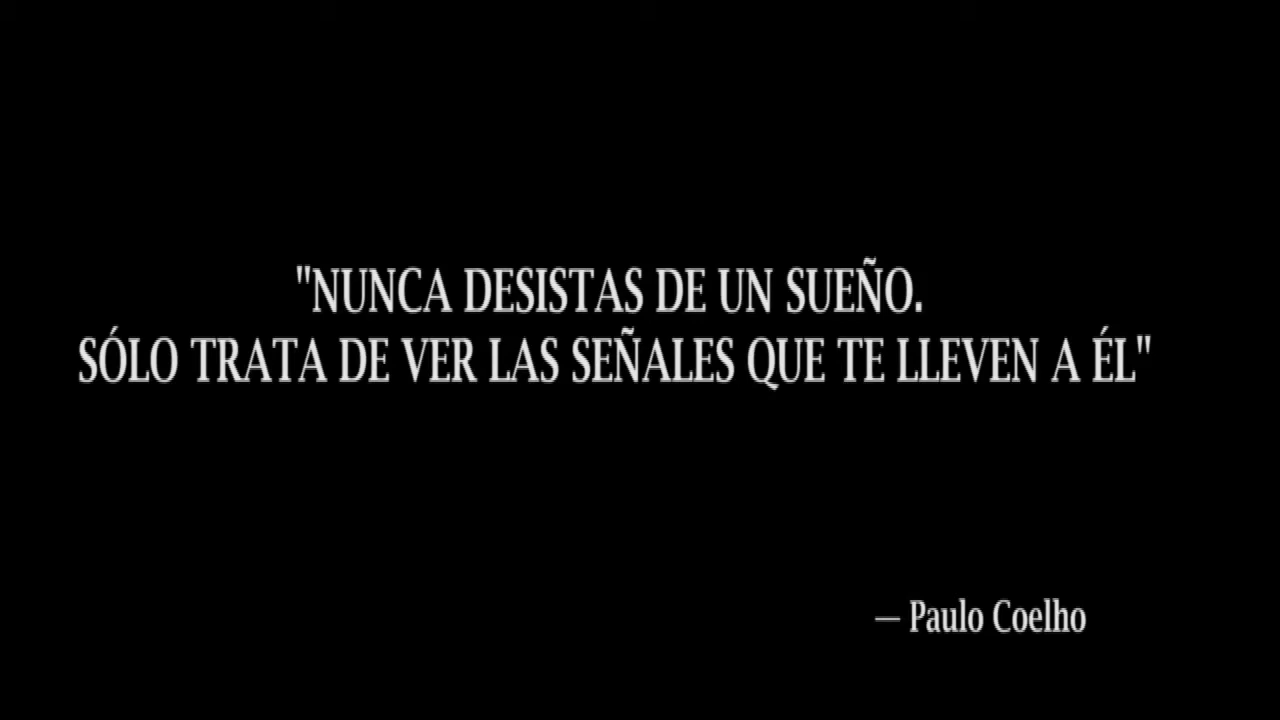 "NUNCA DESISTAS DE UN SUEÑO.
SÓLO TRATA DE VER LAS SEÑALES QUE TE LLEVEN A ÉL"
— Paulo Coelho